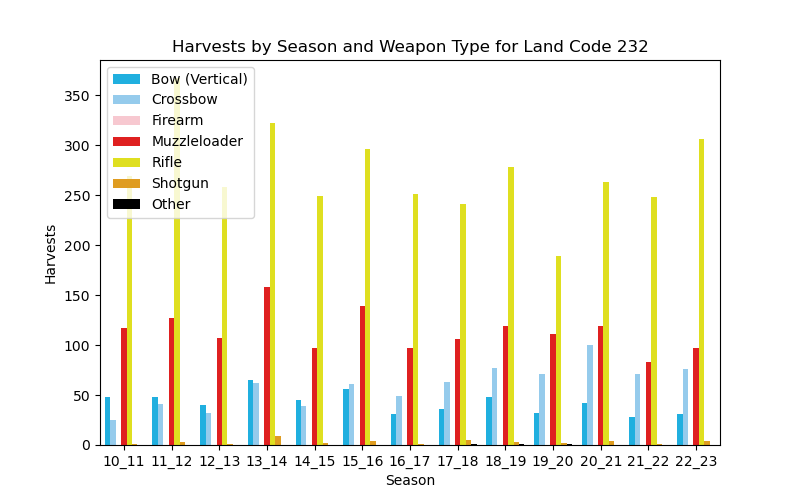 Harvests by Season and Weapon Type for Land Code 232
Bow (Vertical)
Crossbow
Firearm
Muzzleloader
Rifle
Shotgun
Other
350
300
250
200
150
100
50
0
Harvests
10_11 11_12 12_13 13_14 14_15 15_16 16_17 17_18 18_19 19_20 20_21 21_22 22_23
Season